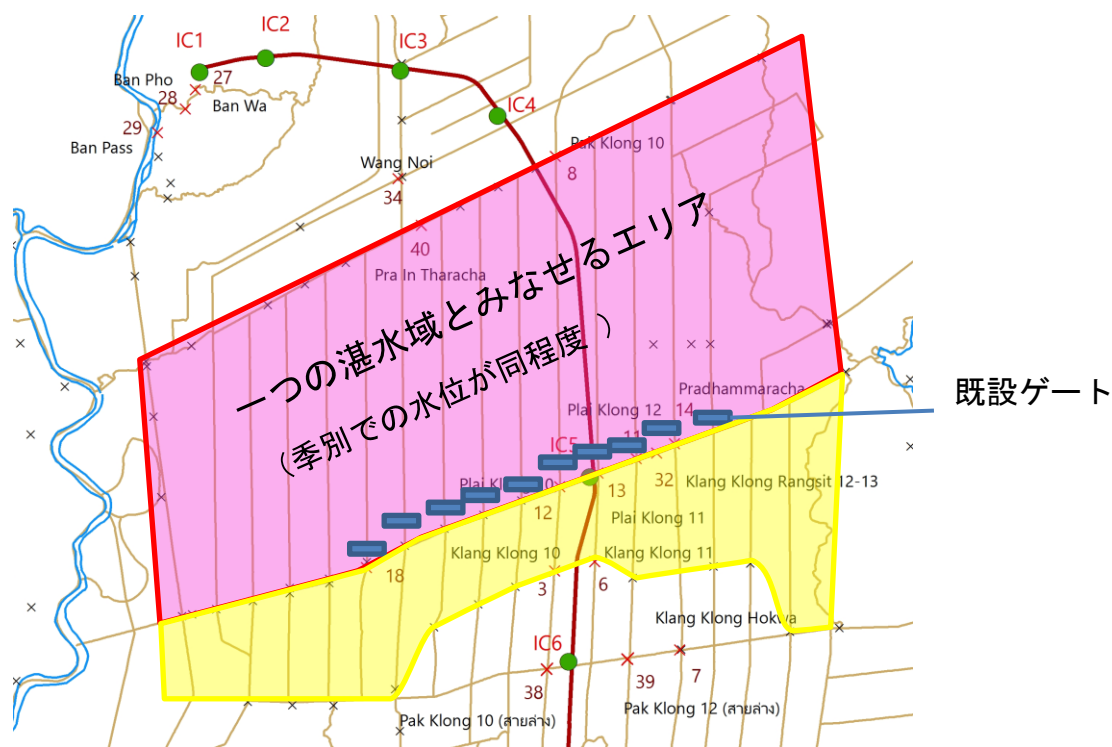 IC2
IC1
IC3
27
Ban Pho
28
Ban Wa
IC4
29
Ban Pass
Pak Klong 10
Wang Noi
8
34
40
Pra In Tharacha
一つの湛水域とみなせるエリア
（季別での水位が同程度 ）
Pradhammaracha
既設ゲート
Plai Klong 12
14
11
IC5
32
Klang Klong Rangsit 12-13
13
12
Plai Klong 11
Klang Klong 10
Klang Klong 11
18
3
6
Klang Klong Hokwa
IC6
38
39
7
Pak Klong 10 (สายล่าง)
Pak Klong 12 (สายล่าง)